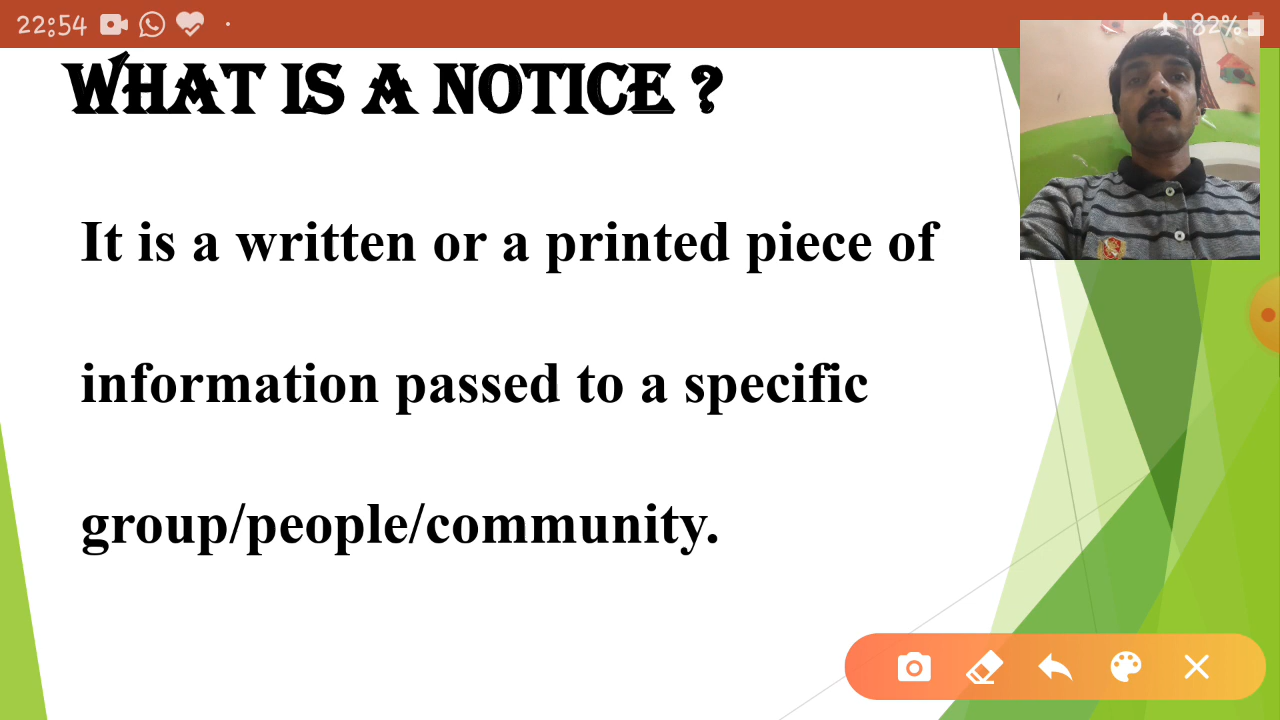 22:54
82%
WHAT IS A NOTICE ?
It is a written or a printed piece of
information passed to a specific
group/people/community.